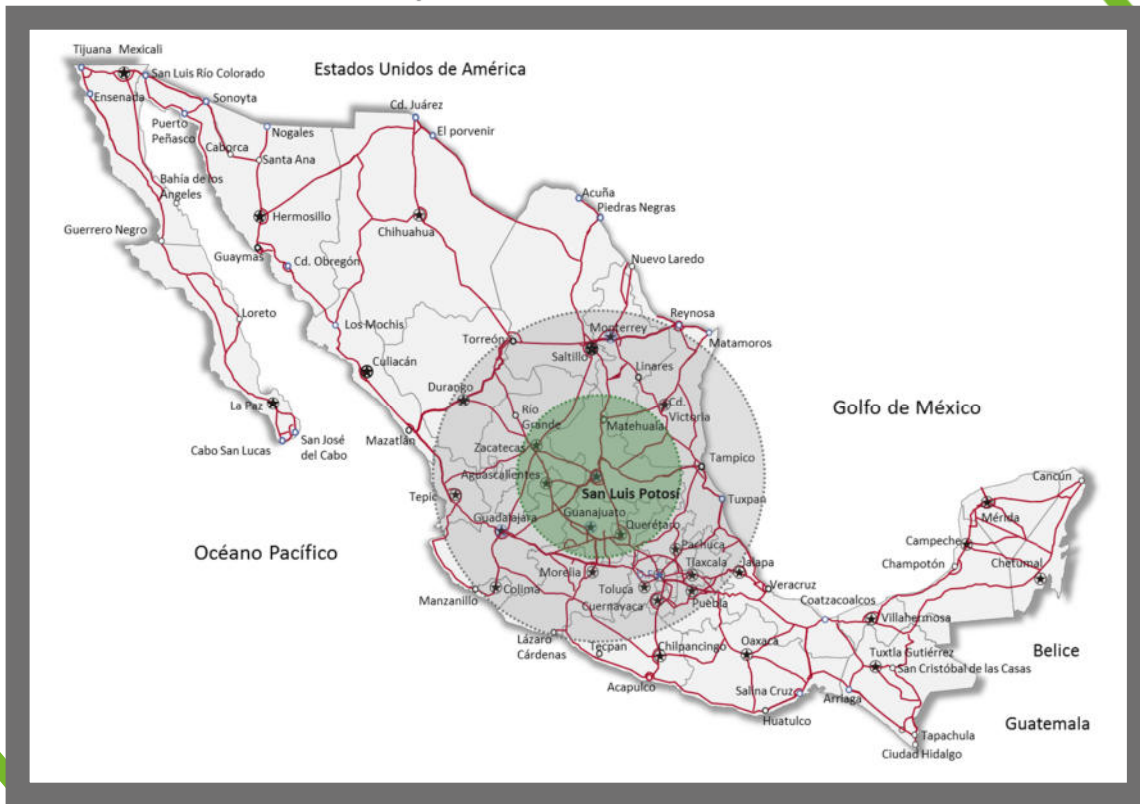 Tijuana
Mexicali
Estados Unidos de América
San Luis Río Colorado
Ensenada
Sonoyta
Cd. Juárez
El porvenir
Puerto
Peñasco
Nogales
Caborca
Santa Ana
Bahía de los
Ángeles
Acuña
Piedras Negras
Hermosillo
Chihuahua
Guerrero Negro
Guaymas
Cd. Obregón
Nuevo Laredo
Loreto
Los Mochis
Reynosa
Torreón
Monterrey
Matamoros
Saltillo
Culiacán
Linares
Durango
La Paz
Río
Grande
Cd.
Victoria
Golfo de México
Matehuala
Mazatlán
Cabo San Lucas
San José
del Cabo
Zacatecas
Tampico
Aguascalientes
San Luis Potosí
Cancún
Tepic
Tuxpan
Guanajuato
Guadalajara
Querétaro
Mérida
Océano Pacífico
Campeche
Pachuca
Champotón
Chetumal
Morelia
Tlaxcala
Jalapa
Manzanillo
Colima
Toluca
Veracruz
Cuernavaca
Puebla
Coatzacoalcos
Villahermosa
Lázaro
Cárdenas
Tecpan
Chilpancingo
Oaxaca
Tuxtla Gutiérrez
San Cristóbal de las Casas
Belice
Acapulco
Salina Cruz
Arriaga
Huatulco
Guatemala
Tapachula
Ciudad Hidalgo